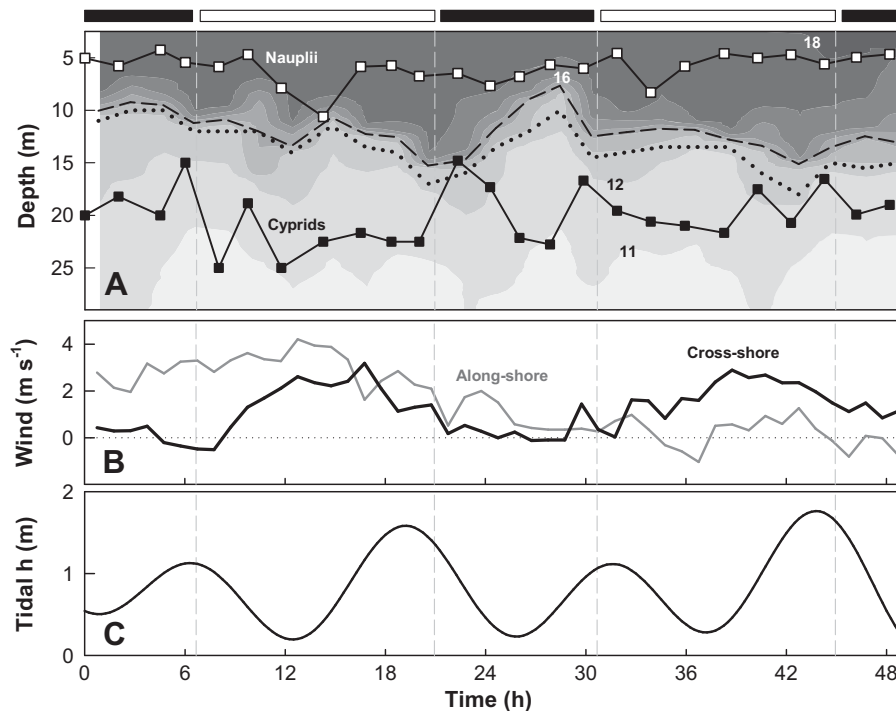 5
10
15
20
25
Depth (m)
Nauplii
18
16
12
11
Cyprids
A
4
2
0
Wind (m s-1)
Along-shore
Cross-shore
B
2
1
0
Tidal h (m)
C
0 6 12 18 24 30 36 42 48
Time (h)